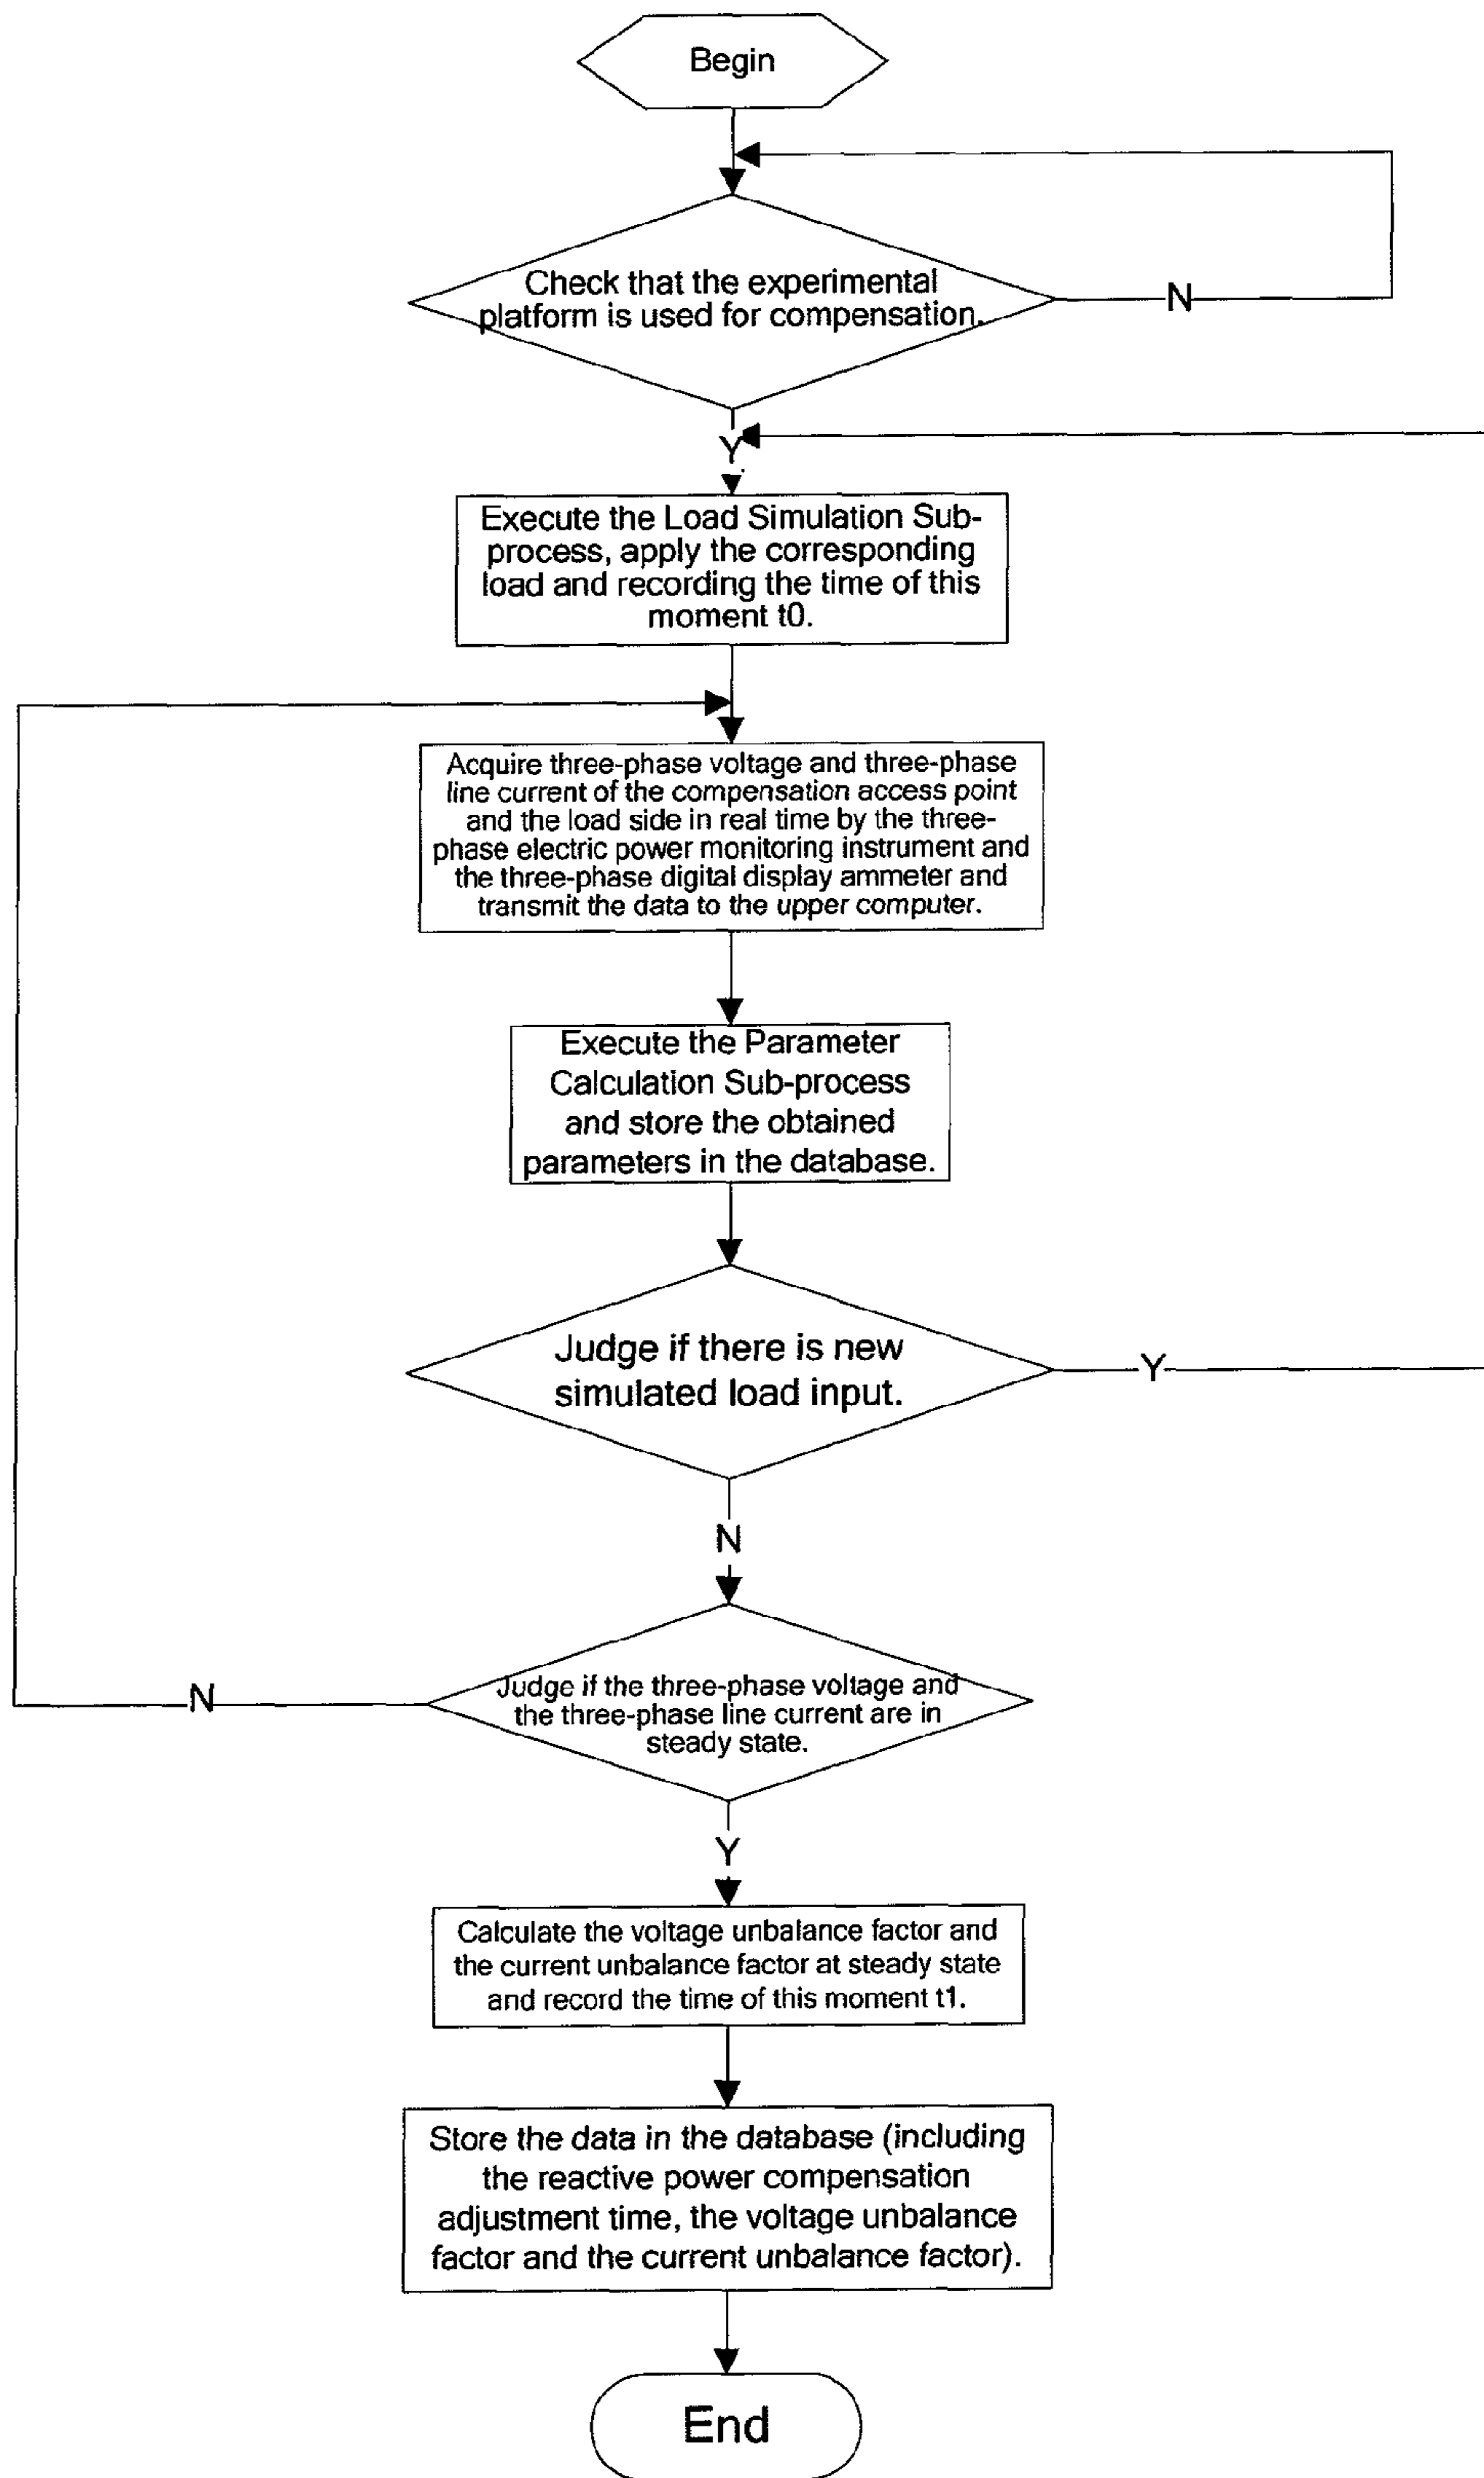 Begin
Check that the experimental
platform is used for compensation.
N
Y
Execute the Load Simulation Sub-
process, apply the corresponding
load and recording the time of this
moment t0.
Acquire three-phase voltage and three-phase
line current of the compensation access point
and the load side in real time by the three-
phase electric power monitoring instrument and
the three-phase digital display ammeter and
transmit the data to the upper computer.
Execute the Parameter
Calculation Sub-process
and store the obtained
parameters in the database.
Judge if there is new
simulated load input.
Y
N
Judge if the three-phase voltage and
the three-phase line current are in
steady state.
N
Y
Calculate the voltage unbalance factor and
the current unbalance factor at steady state
and record the time of this moment t1.
Store the data in the database (including
the reactive power compensation
adjustment time, the voltage unbalance
factor and the current unbalance factor).
End